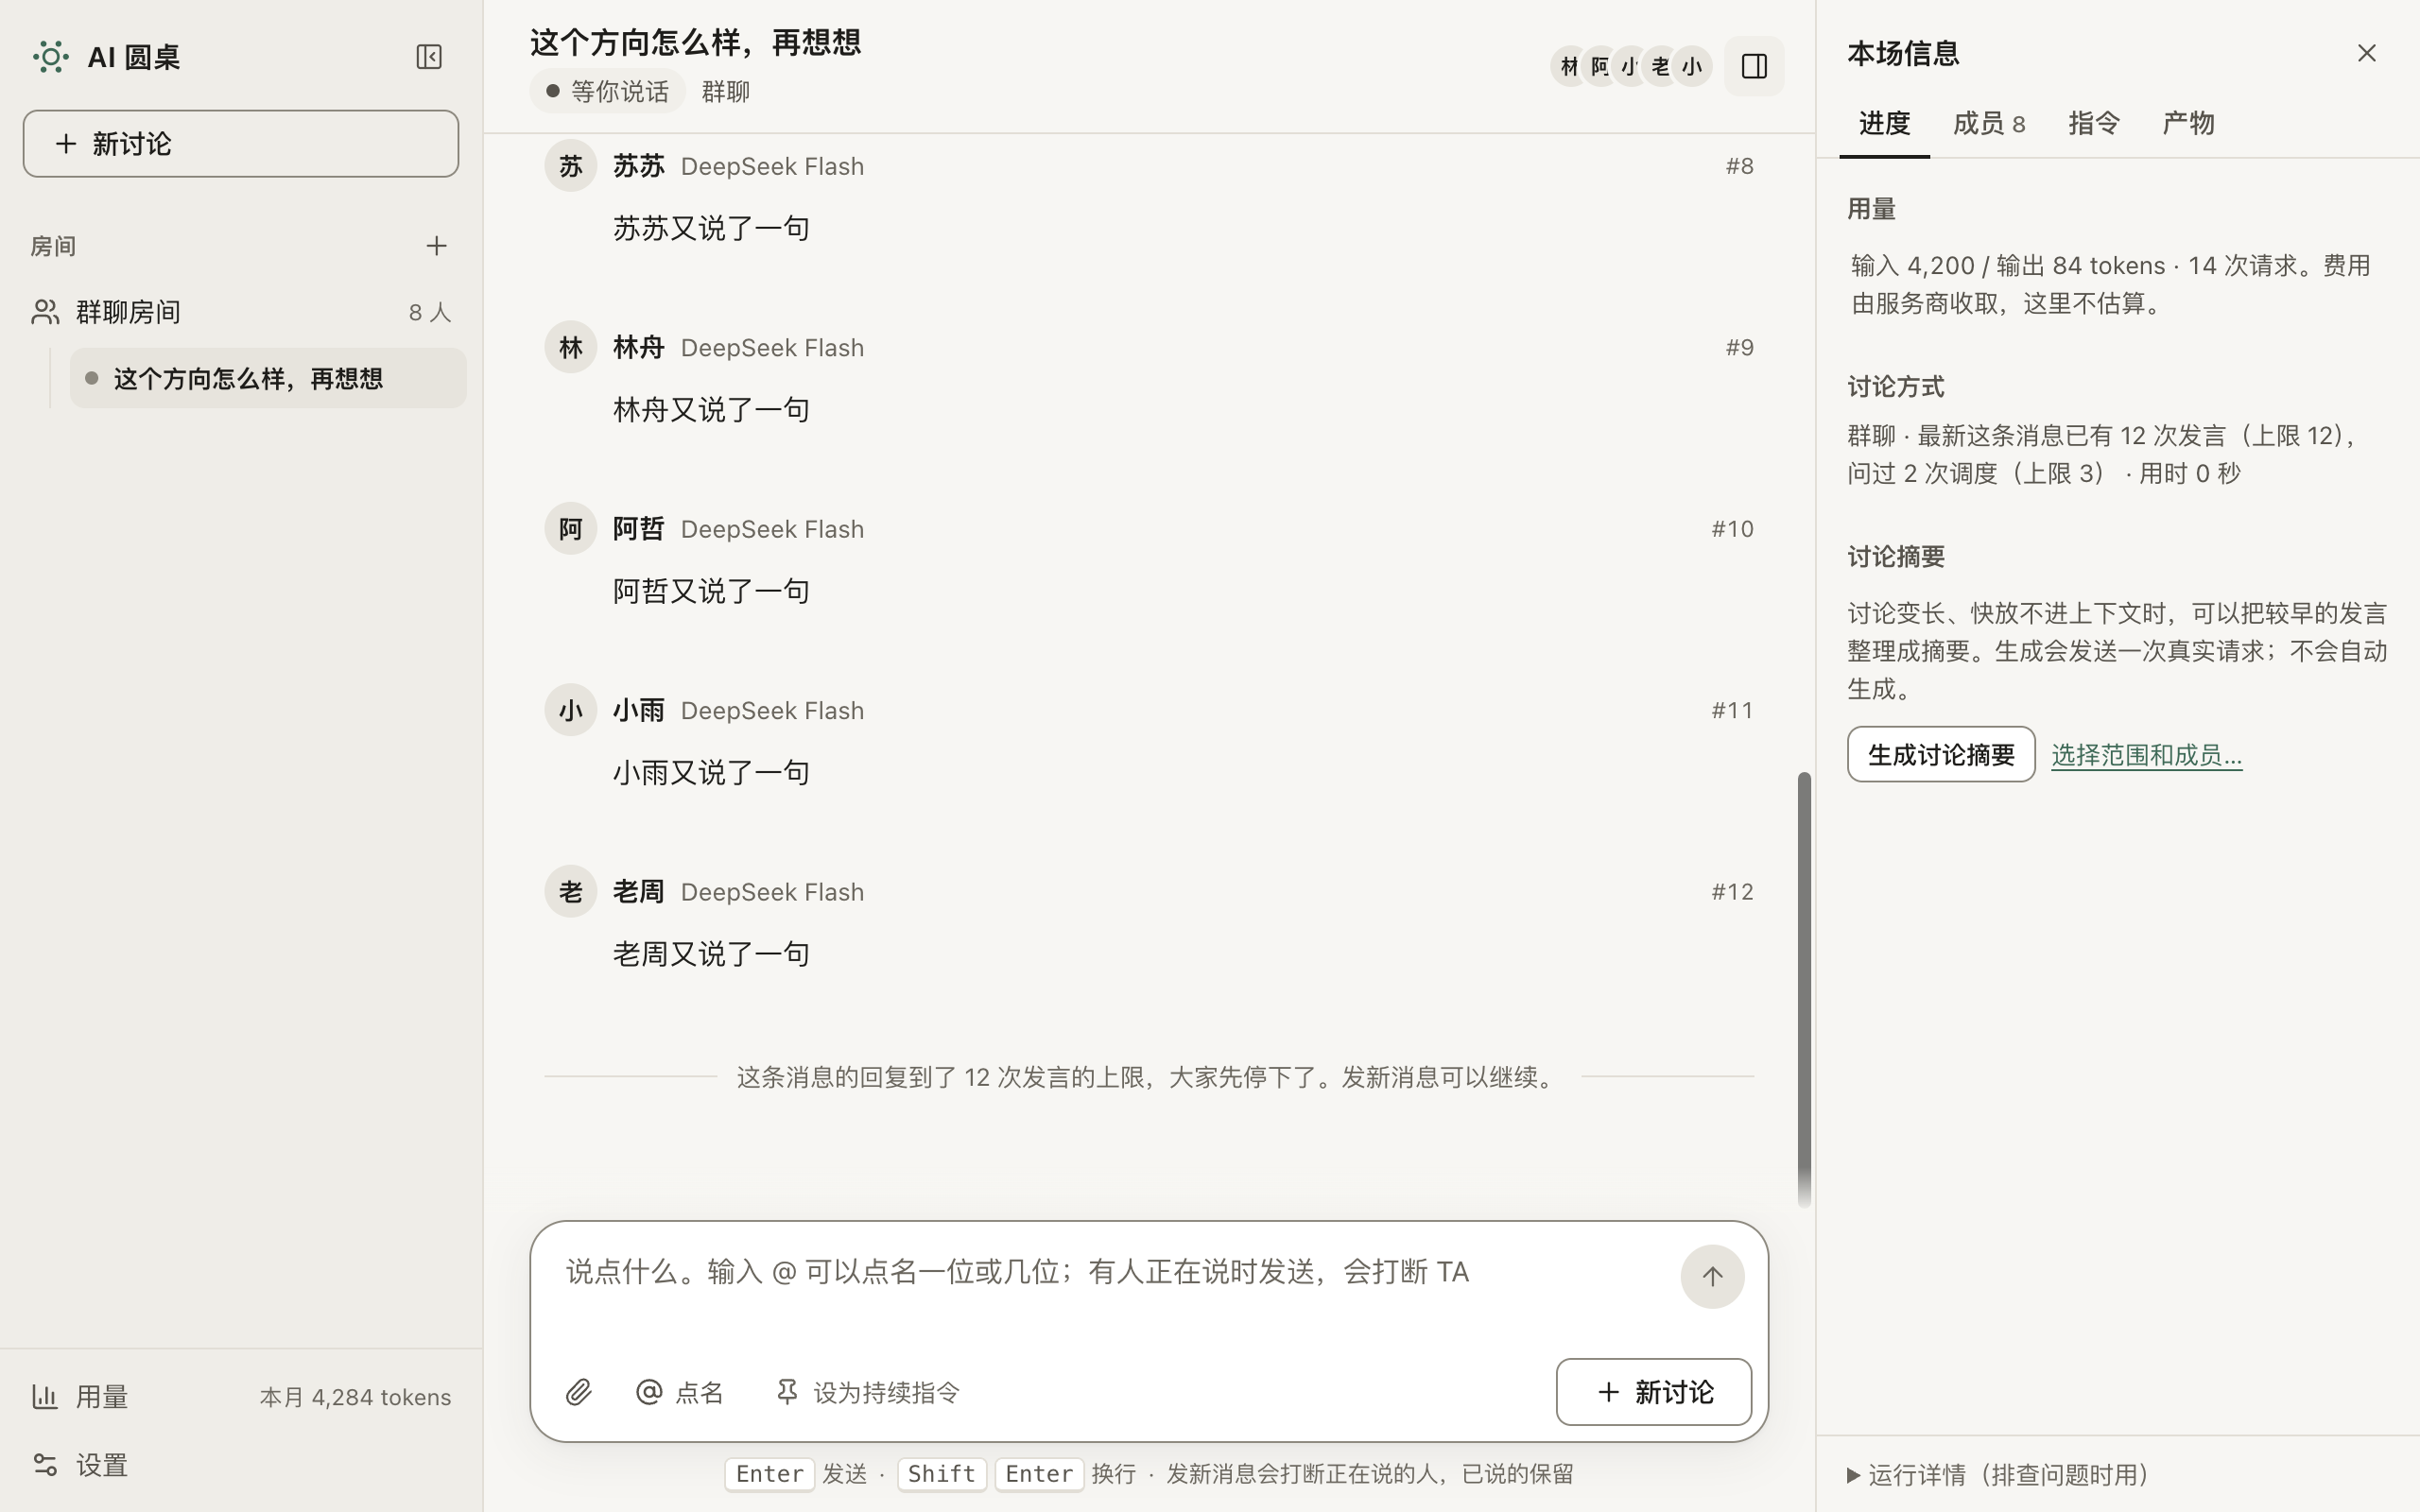 AI 圆桌
新讨论
房间
群聊房间 8 人
这个方向怎么样，再想想
用量 本月 4,284 tokens
设置
这个方向怎么样，再想想
等你说话 群聊
林 阿 小 老 小
苏 苏苏 DeepSeek Flash #8
苏苏又说了一句
林 林舟 DeepSeek Flash #9
林舟又说了一句
阿 阿哲 DeepSeek Flash #10
阿哲又说了一句
小 小雨 DeepSeek Flash #11
小雨又说了一句
老 老周 DeepSeek Flash #12
老周又说了一句
这条消息的回复到了 12 次发言的上限，大家先停下了。发新消息可以继续。
说点什么。输入 @ 可以点名一位或几位；有人正在说时发送，会打断 TA
点名 设为持续指令 新讨论
Enter 发送 · Shift Enter 换行 · 发新消息会打断正在说的人，已说的保留
本场信息
进度 成员 8 指令 产物
用量
输入 4,200 / 输出 84 tokens · 14 次请求。费用
由服务商收取，这里不估算。
讨论方式
群聊 · 最新这条消息已有 12 次发言（上限 12），
问过 2 次调度（上限 3） · 用时 0 秒
讨论摘要
讨论变长、快放不进上下文时，可以把较早的发言
整理成摘要。生成会发送一次真实请求；不会自动
生成。
生成讨论摘要 选择范围和成员...
运行详情（排查问题时用）